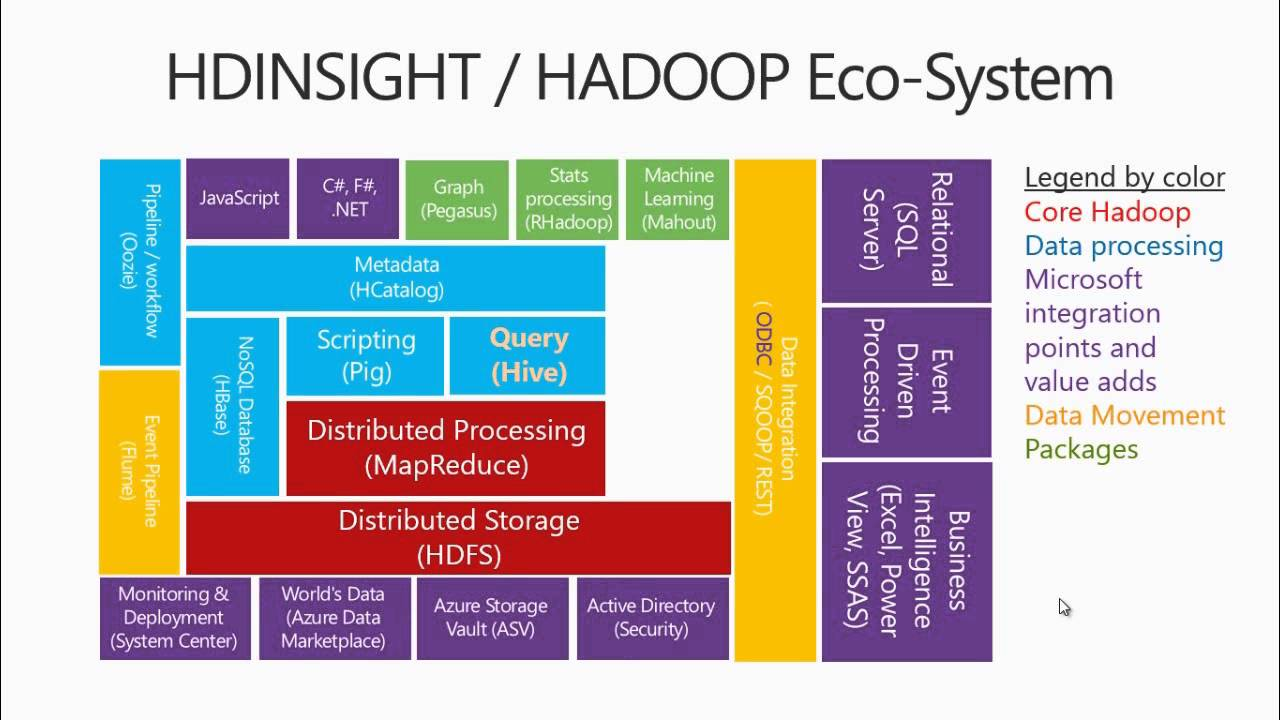 HDINSIGHT / HADOOP Eco-System
Pipeline / workflow
(Oozie)
JavaScript
C#, F#,
.NET
Graph
(Pegasus)
Stats
processing
(RHadoop)
Machine
Learning
(Mahout)
Metadata
(HCatalog)
NoSQL Database
(HBase)
Scripting
(Pig)
Query
(Hive)
Distributed Processing
(MapReduce)
Event Pipeline
(Flume)
Distributed Storage
(HDFS)
Monitoring &
Deployment
(System Center)
World's Data
(Azure Data
Marketplace)
Azure Storage
Vault (ASV)
Active Directory
(Security)
Data Integration
( ODBC / SQOOP/ REST)
Relational
(SQL
Server)
Event
Driven
Processing
Business
Intelligence
(Excel, Power
View, SSAS)
Legend by color
Core Hadoop
Data processing
Microsoft
integration
points and
value adds
Data Movement
Packages